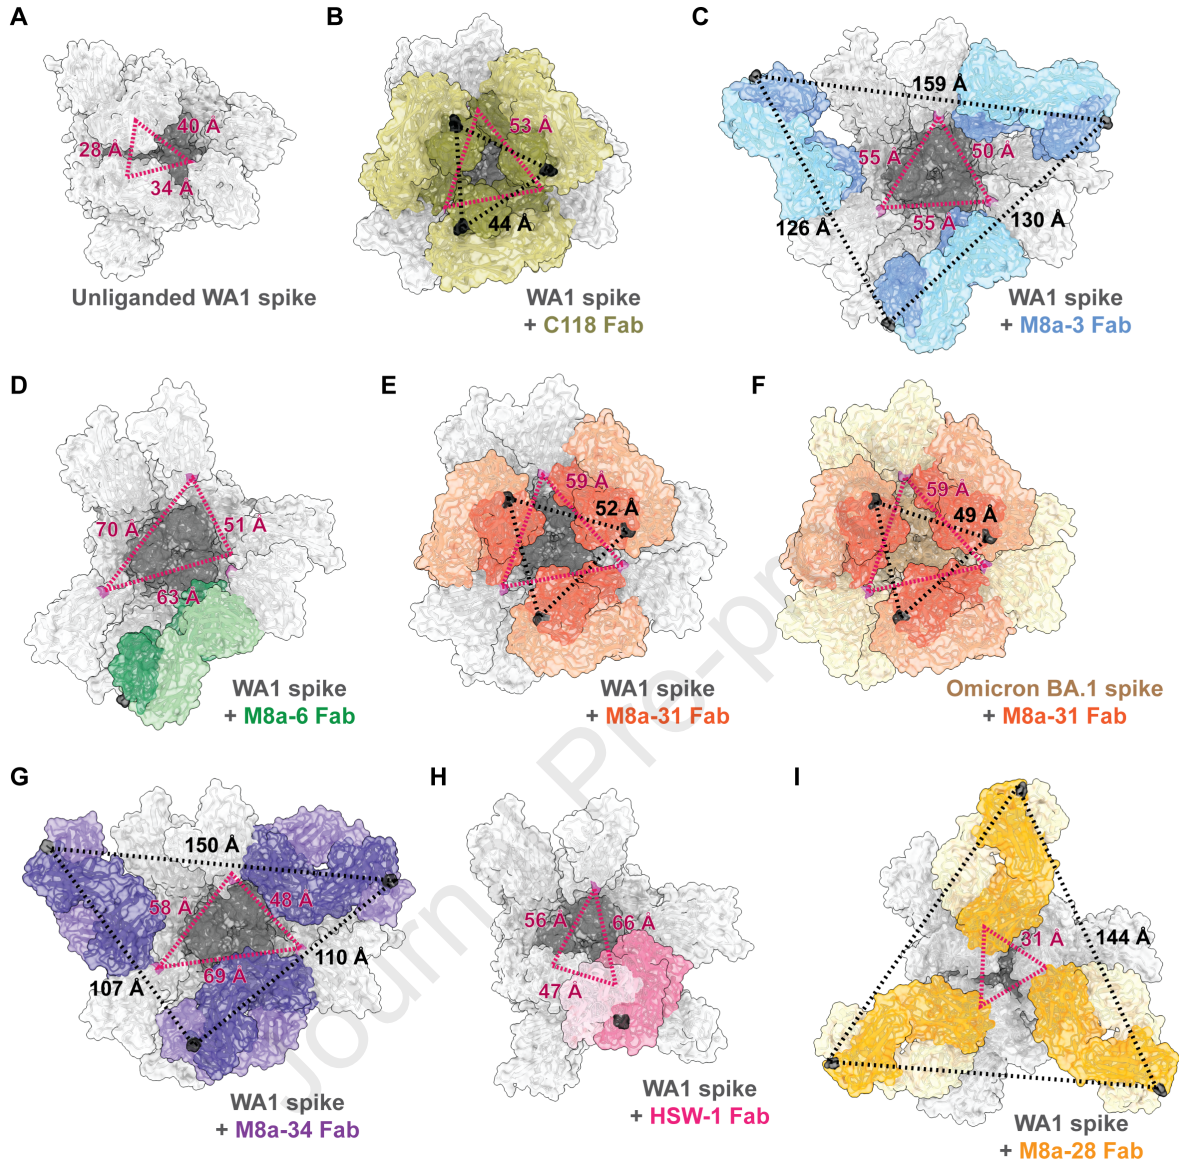 A
40 Å
28 Å
34 Å
Unliganded WA1 spike
B
53 Å
44 Å
WA1 spike
+ C118 Fab
C
159 Å
55 Å
50 Å
55 Å
126 Å
130 Å
WA1 spike
+ M8a-3 Fab
D
70 Å
51 Å
63 Å
WA1 spike
+ M8a-6 Fab
E
59 Å
52 Å
WA1 spike
+ M8a-31 Fab
F
59 Å
49 Å
Omicron BA.1 spike
+ M8a-31 Fab
G
150 Å
58 Å
48 Å
69 Å
110 Å
107 Å
WA1 spike
+ M8a-34 Fab
H
56 Å
66 Å
47 Å
WA1 spike
+ HSW-1 Fab
I
31 Å
144 Å
WA1 spike
+ M8a-28 Fab